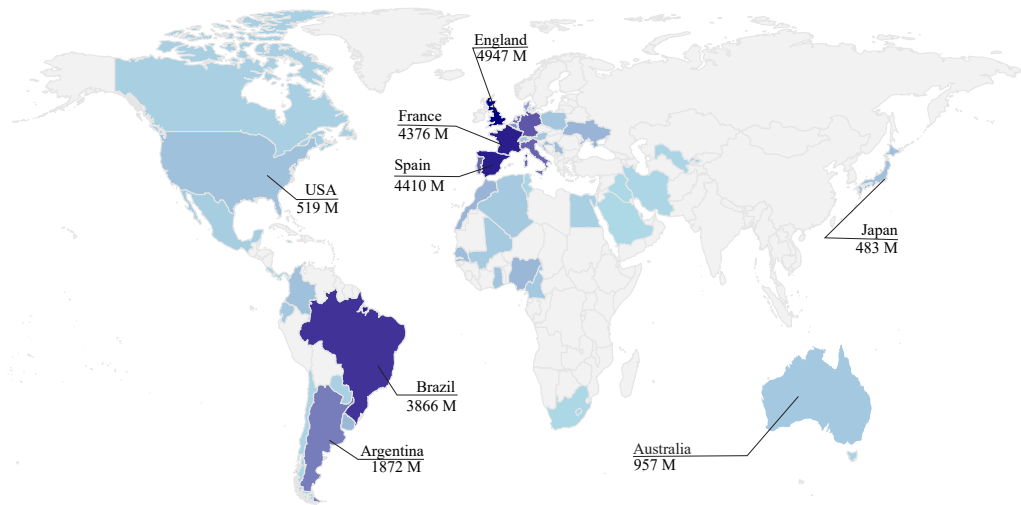 England
4947 M
France
4376 M
Spain
4410 M
USA
519 M
Japan
483 M
Brazil
3866 M
Argentina
1872 M
Australia
957 M